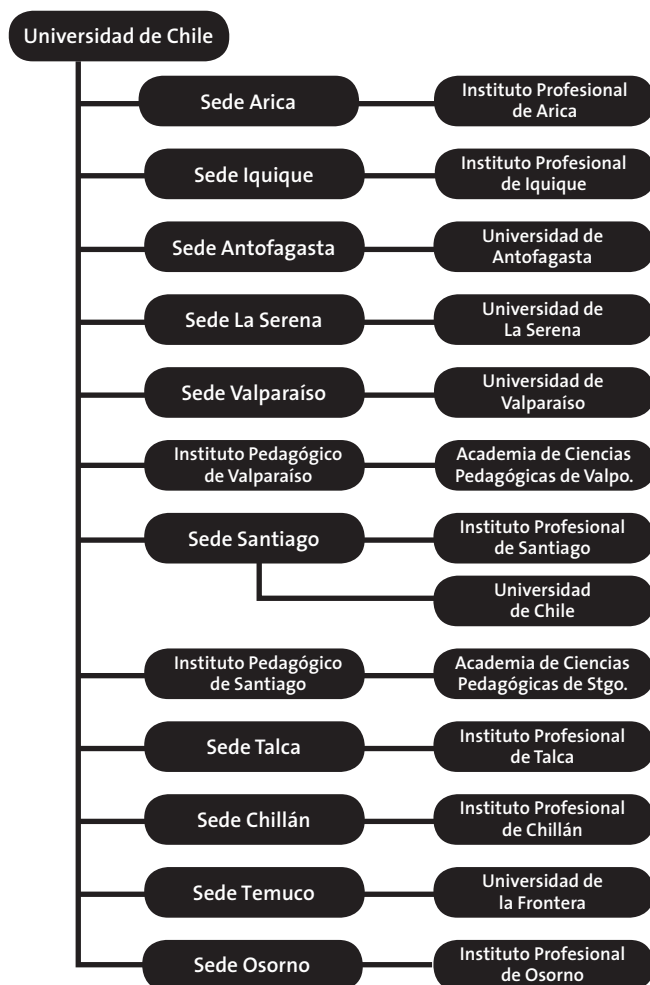 Universidad de Chile
Sede Arica
Instituto Profesional
de Arica
Sede Iquique
Instituto Profesional
de Iquique
Sede Antofagasta
Universidad de
Antofagasta
Sede La Serena
Universidad de
La Serena
Sede Valparaíso
Universidad de
Valparaíso
Instituto Pedagógico
de Valparaíso
Academia de Ciencias
Pedagógicas de Valpo.
Sede Santiago
Instituto Profesional
de Santiago
Universidad
de Chile
Instituto Pedagógico
de Santiago
Academia de Ciencias
Pedagógicas de Stgo.
Sede Talca
Instituto Profesional
de Talca
Sede Chillán
Instituto Profesional
de Chillán
Sede Temuco
Universidad de
la Frontera
Sede Osorno
Instituto Profesional
de Osorno